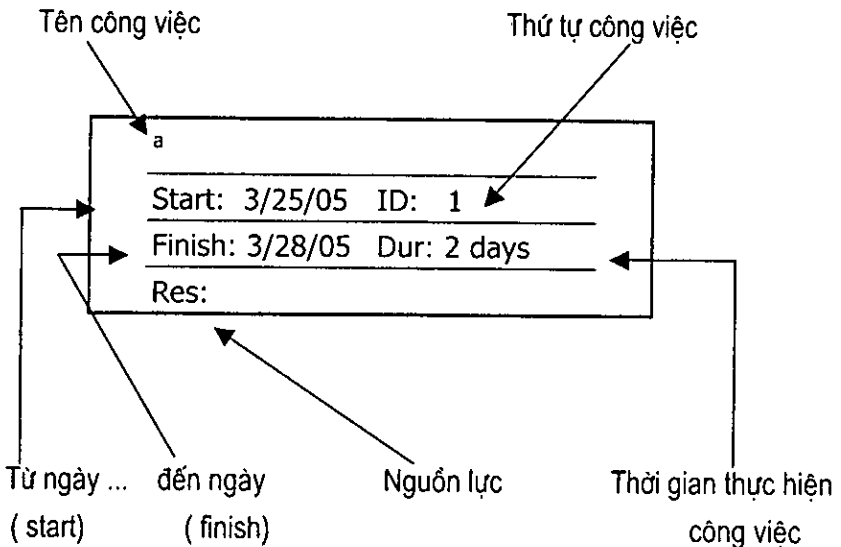 Tên công việc
Thứ tự công việc
a
Start: 3/25/05 ID: 1
Finish: 3/28/05 Dur: 2 days
Res:
Từ ngày ... đến ngày
( start) ( finish)
Nguồn lực
Thời gian thực hiện
công việc